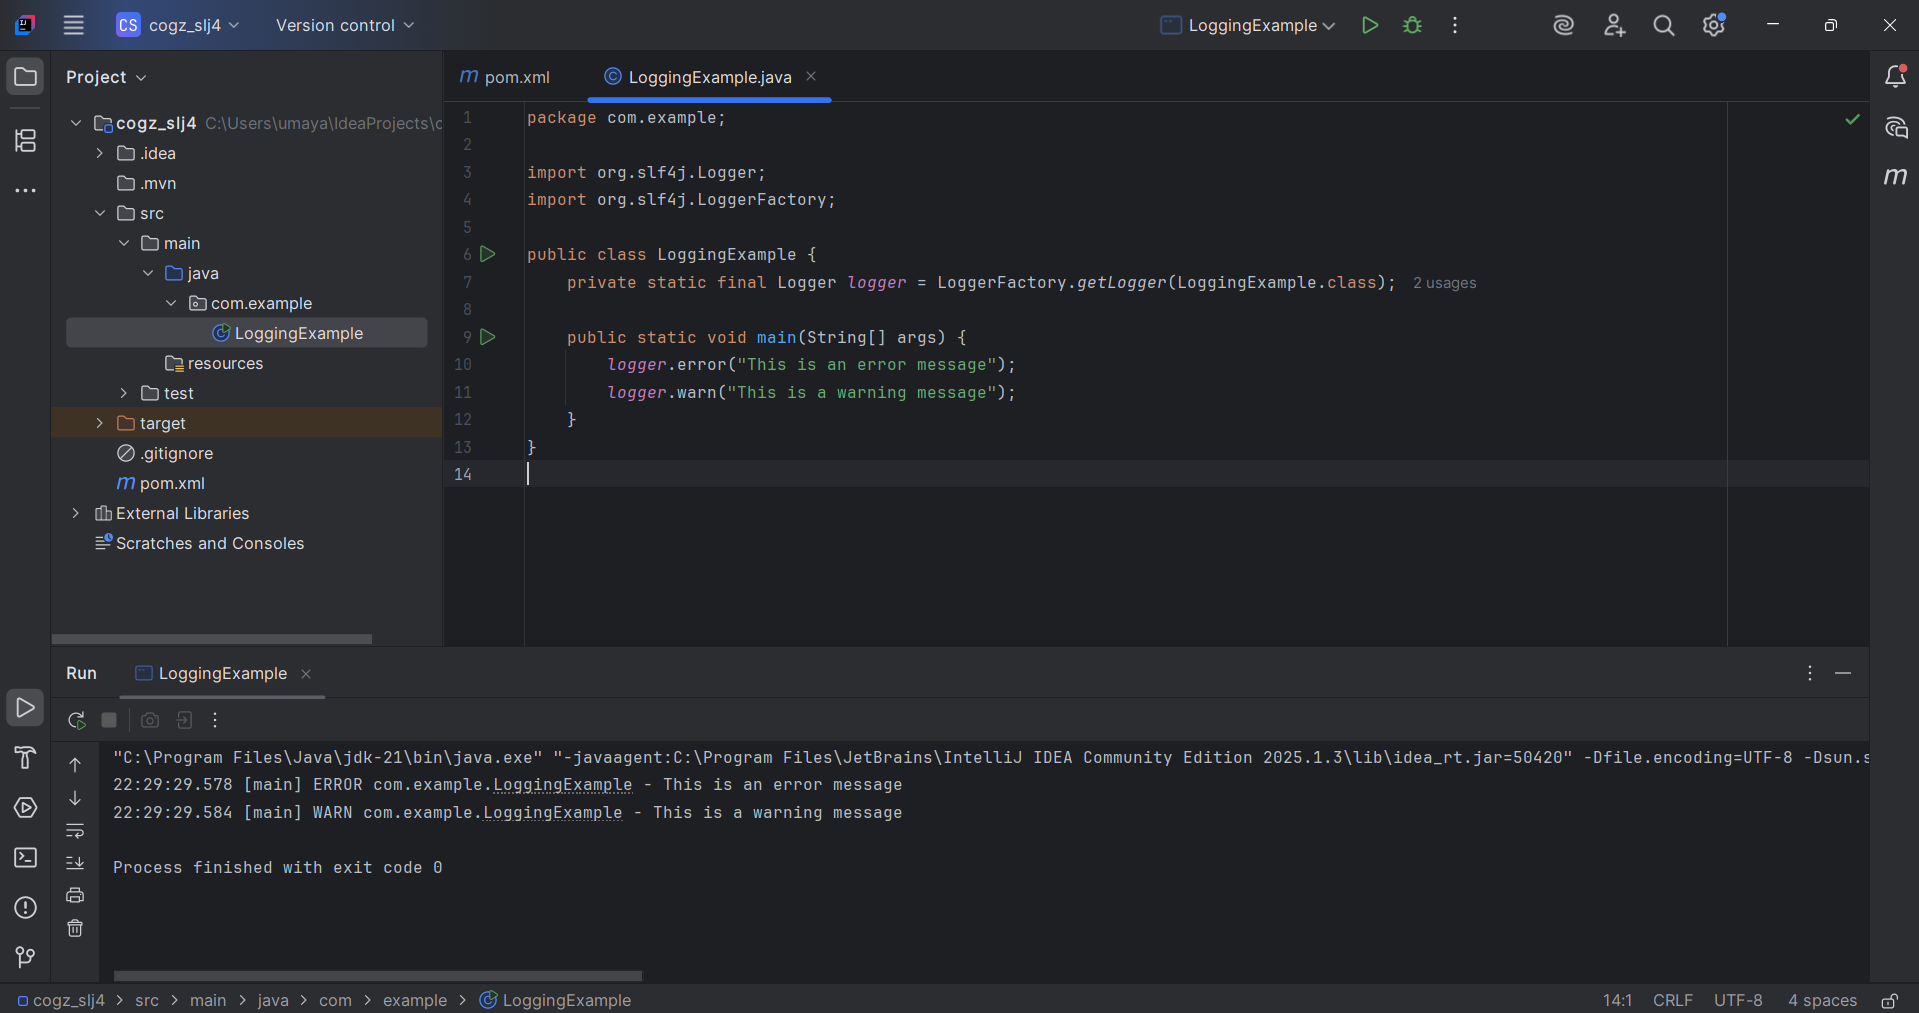 CS cogz_slj4 Version control LoggingExample
Project
cogz_slj4 C:\Users\umaya\IdeaProjects\c
.idea
.mvn
src
main
java
com.example
LoggingExample
resources
test
target
.gitignore
m pom.xml
External Libraries
Scratches and Consoles
m pom.xml LoggingExample.java
1 package com.example;
2
3 import org.slf4j.Logger;
4 import org.slf4j.LoggerFactory;
5
6 public class LoggingExample {
7 private static final Logger logger = LoggerFactory.getLogger(LoggingExample.class); 2 usages
8
9 public static void main(String[] args) {
10 logger.error("This is an error message");
11 logger.warn("This is a warning message");
12 }
13 }
14
m
Run LoggingExample
"C:\Program Files\Java\jdk-21\bin\java.exe" "-javaagent:C:\Program Files\JetBrains\IntelliJ IDEA Community Edition 2025.1.3\lib\idea_rt.jar=50420" -Dfile.encoding=UTF-8 -Dsun.s
22:29:29.578 [main] ERROR com.example.LoggingExample - This is an error message
22:29:29.584 [main] WARN com.example.LoggingExample - This is a warning message
Process finished with exit code 0
cogz_slj4 > src > main > java > com > example > LoggingExample 14:1 CRLF UTF-8 4 spaces